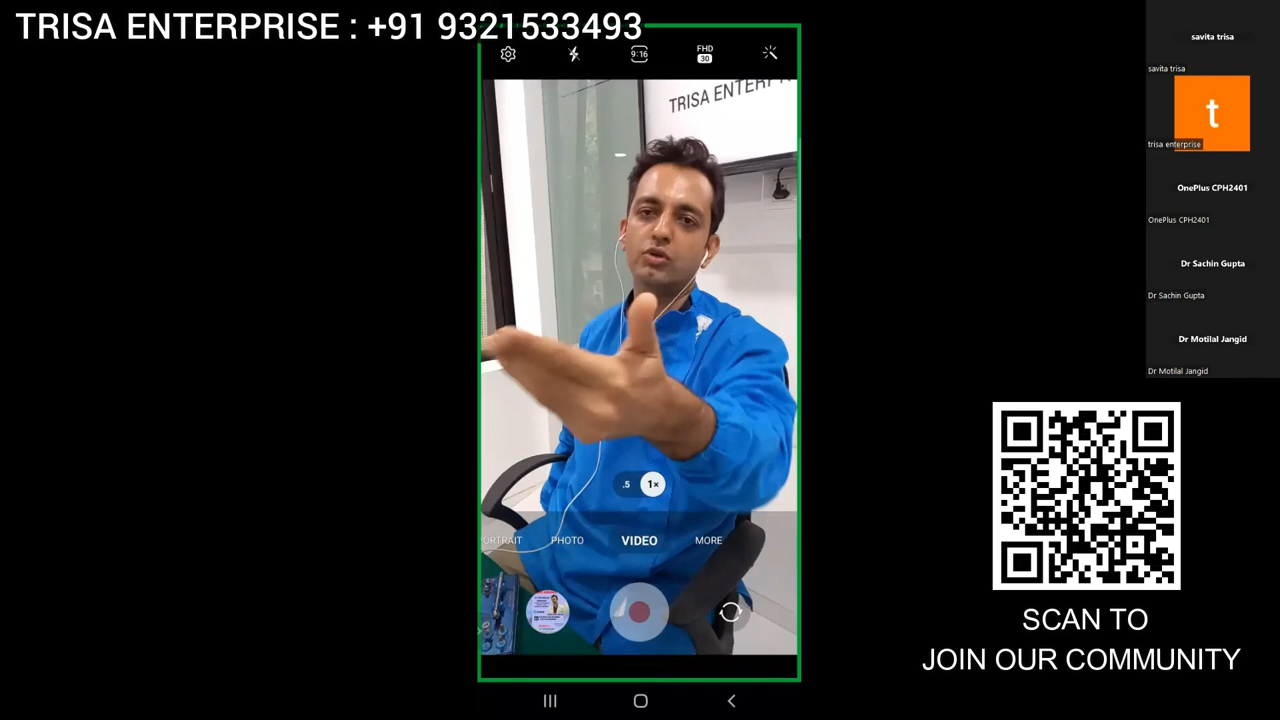 TRISA ENTERPRISE : +91 9321533493
9:16
FHD
30
TRISA ENTERP
.5
1×
ORTRAIT
PHOTO
VIDEO
MORE
savita trisa
savita trisa
t
trisa enterprise
OnePlus CPH2401
OnePlus CPH2401
Dr Sachin Gupta
Dr Sachin Gupta
Dr Motilal Jangid
Dr Motilal Jangid
SCAN TO
JOIN OUR COMMUNITY